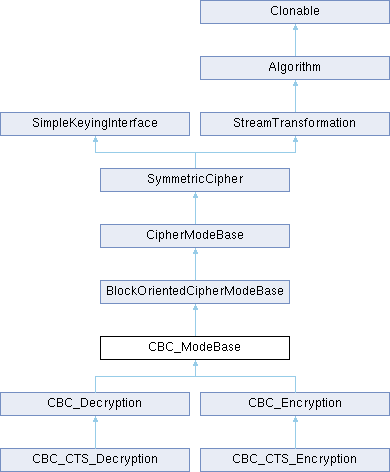 Clonable
Algorithm
SimpleKeyingInterface
StreamTransformation
SymmetricCipher
CipherModeBase
BlockOrientedCipherModeBase
CBC_ModeBase
CBC_Decryption
CBC_Encryption
CBC_CTS_Decryption
CBC_CTS_Encryption